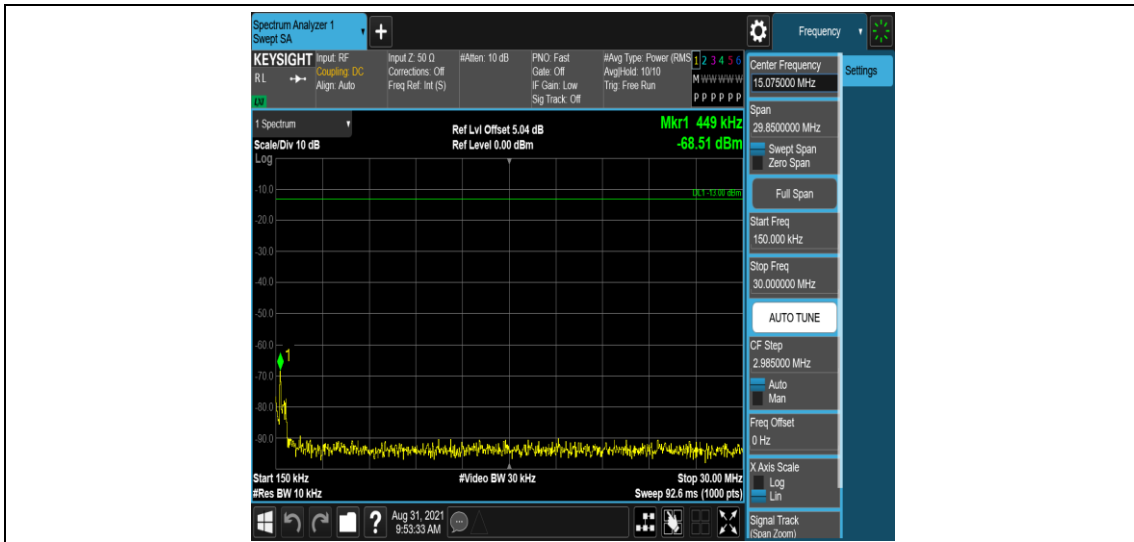 Spectrum Analyzer 1
Swept SA
+
Frequency
KEYSIGHT
RL
LXI
Input: RF
Coupling: DC
Align: Auto
Input Z: 50 Ω
Corrections: Off
Freq Ref: Int (S)
#Atten: 10 dB
PNO: Fast
Gate: Off
IF Gain: Low
Sig Track: Off
#Avg Type: Power (RMS
Avg|Hold: 10/10
Trig: Free Run
1 2 3 4 5 6
M W W W W W
P P P P P P
1 Spectrum
Scale/Div 10 dB
Log
Ref Lvl Offset 5.04 dB
Ref Level 0.00 dBm
Mkr1 449 kHz
-68.51 dBm
DL1 -13.00 dBm
-10.0
-20.0
-30.0
-40.0
-50.0
-60.0
1
-70.0
-80.0
-90.0
Start 150 kHz
#Video BW 30 kHz
Stop 30.00 MHz
#Res BW 10 kHz
Sweep 92.6 ms (1000 pts)
?
Aug 31, 2021
9:53:33 AM
Center Frequency
15.075000 MHz
Settings
Span
29.8500000 MHz
Swept Span
Zero Span
Full Span
Start Freq
150.000 kHz
Stop Freq
30.000000 MHz
AUTO TUNE
CF Step
2.985000 MHz
Auto
Man
Freq Offset
0 Hz
X Axis Scale
Log
Lin
Signal Track
(Span Zoom)